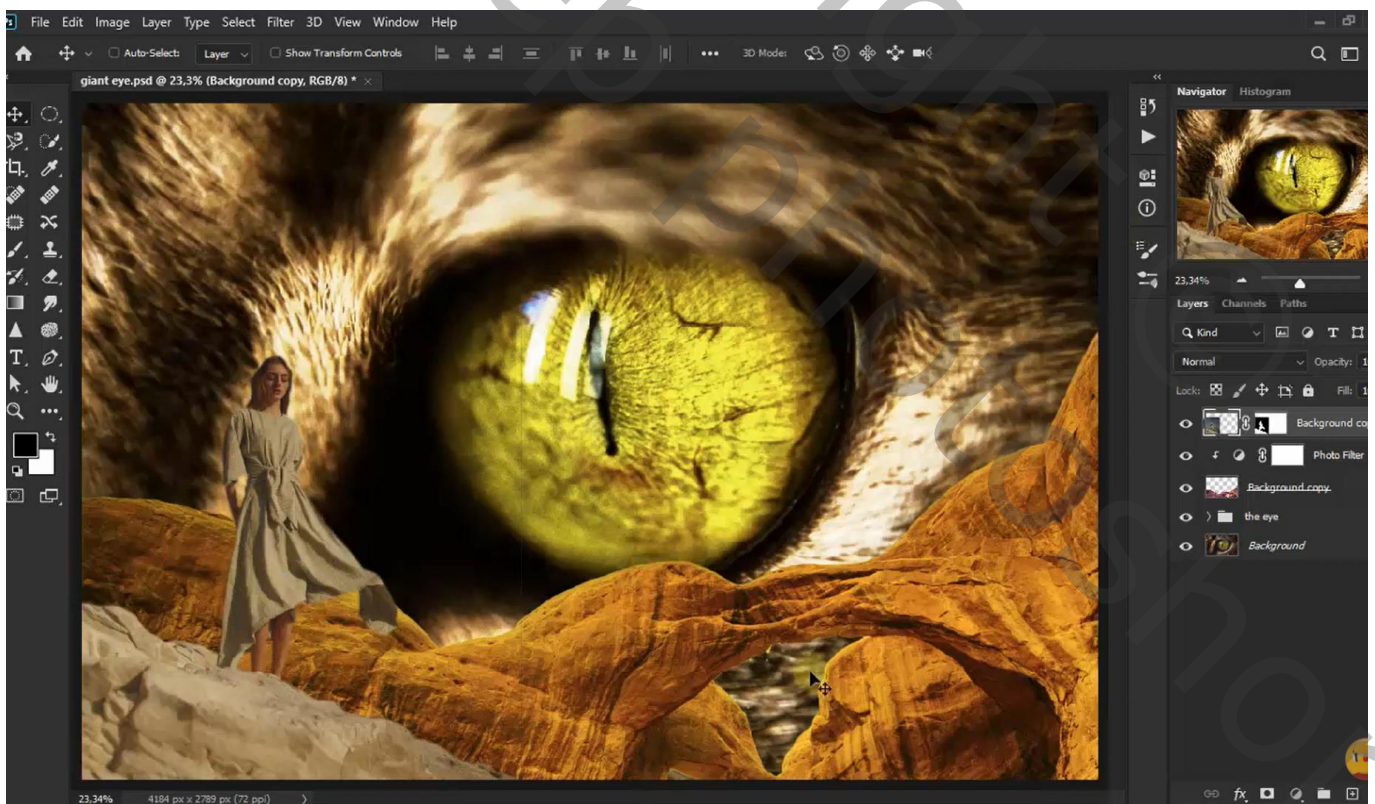 File Edit Image Layer Type Select Filter 3D View Window Help
Auto-Select: Layer Show Transform Controls 3D Mode:
giant eye.psd @ 23,3% (Background copy, RGB/8) * ×
Navigator Histogram
23,34%
Layers Channels Paths
Kind
Normal Opacity: 1
Lock: Fill: 1
Background co
Photo Filter
Background copy
the eye
Background
23,34% 4184 px x 2789 px (72 ppi)